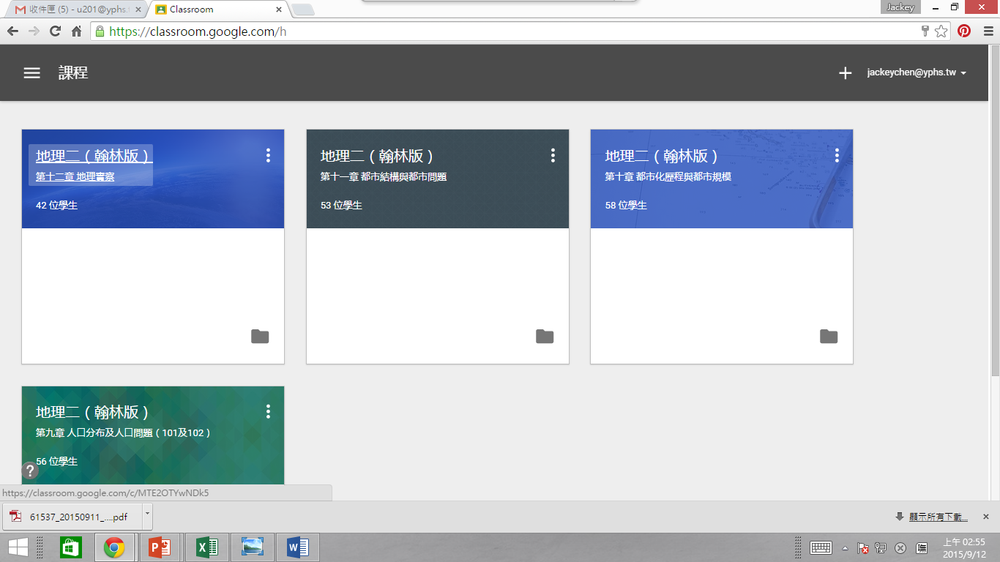 收件匣 (5) - u201@yphs.t
Classroom
Jackey
https://classroom.google.com/h
課程
jackeychen@yphs.tw
地理二（翰林版）
第十二章 地理實察
42 位學生
地理二（翰林版）
第十一章 都市結構與都市問題
53 位學生
地理二（翰林版）
第十章 都市化歷程與都市規模
58 位學生
地理二（翰林版）
第九章 人口分布及人口問題（101及102）
56 位學生
?
https://classroom.google.com/c/MTE2OTYwNDk5
61537_20150911_....pdf
顯示所有下載...
上午 02:55
2015/9/12